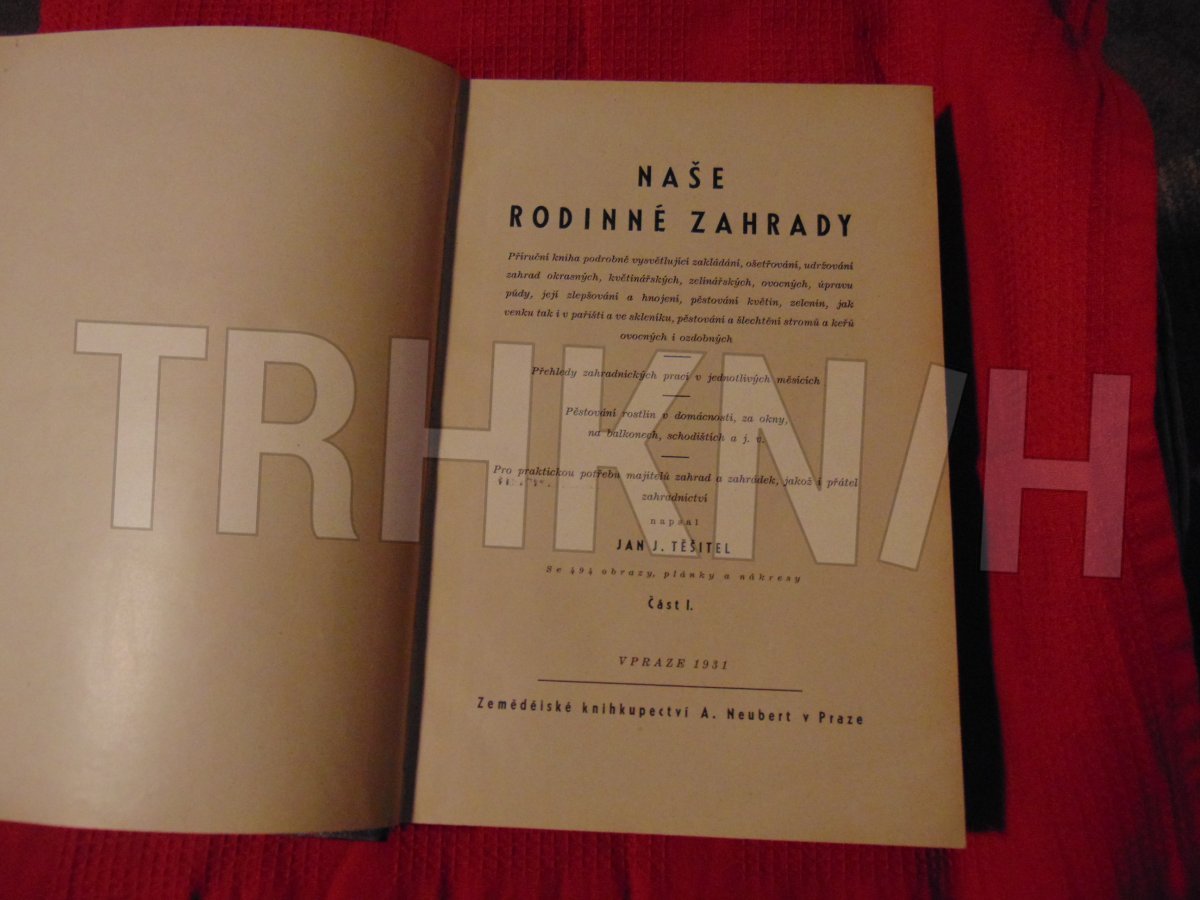 NAŠE
RODINNÉ ZAHRADY
Příruční kniha podrobně vysvětlující zakládání, ošetřování, udržování
zahrad okrasných, květinářských, zelinářských, ovocných, úpravu
půdy, její zlepšování a hnojení, pěstování květin, zelenin, jak
venku tak i v pařišti a ve skleníku, pěstování a šlechtění stromů a keřů
ovocných i ozdobných
Přehledy zahradnických prací v jednotlivých měsících
Pěstování rostlin v domácnosti, za okny,
na balkonech, schodištích a j. v.
Pro praktickou potřebu majitelů zahrad a zahrádek, jakož i přátel
zahradnictví
napsal
JAN J. TĚŠITEL
Se 494 obrazy, plánky a nákresy
Část I.
V PRAZE 1931
Zemědělské knihkupectví A. Neubert v Praze
TRHKN/H